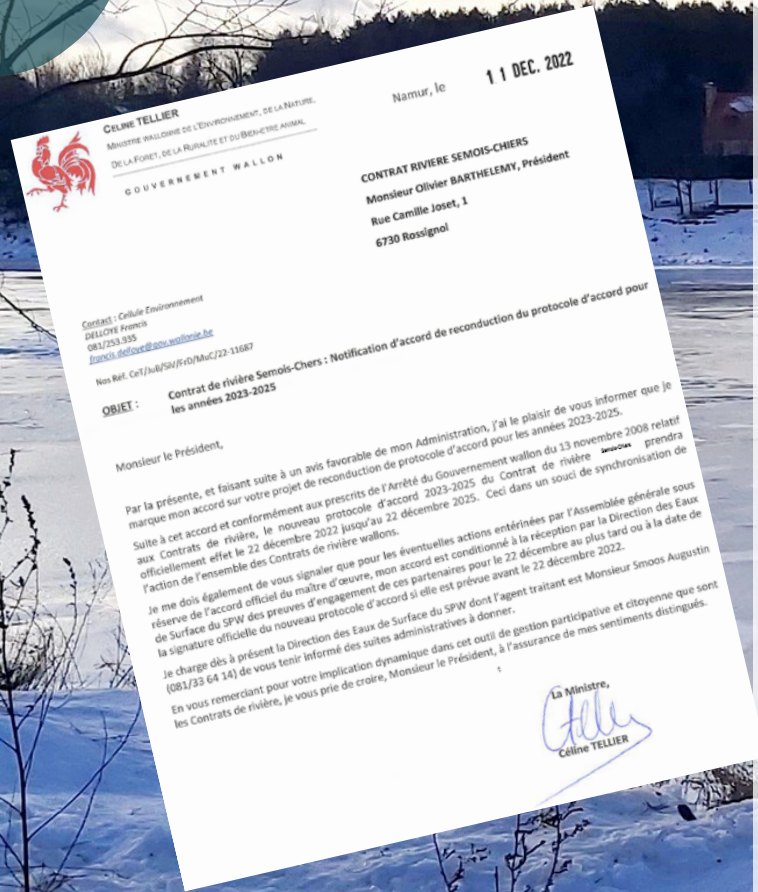 CELINE TELLIER
MINISTRE WALLONNE DE L'ENVIRONNEMENT, DE LA NATURE,
DE LA FORET, DE LA RURALITE ET DU BIEN-ETRE ANIMAL
GOUVERNEMENT WALLON
Namur, le 1 1 DEC. 2022
CONTRAT RIVIERE SEMOIS-CHIERS
Monsieur Olivier BARTHELEMY, Président
Rue Camille Joset, 1
6730 Rossignol
Contact : Cellule Environnement
DELLOYE Francis
081/253.935
francis.delloye@gov.wallonie.be
Nos Réf. CeT/JuB/SiV/FrD/MuC/22-11687
OBJET : Contrat de rivière Semois-Chers : Notification d'accord de reconduction du protocole d'accord pour
les années 2023-2025
Monsieur le Président,
Par la présente, et faisant suite à un avis favorable de mon Administration, j'ai le plaisir de vous informer que je
marque mon accord sur votre projet de reconduction de protocole d'accord pour les années 2023-2025.
Suite à cet accord et conformément aux prescrits de l'Arrêté du Gouvernement wallon du 13 novembre 2008 relatif
aux Contrats de rivière, le nouveau protocole d'accord 2023-2025 du Contrat de rivière Semois-Chiers prendra
officiellement effet le 22 décembre 2022 jusqu'au 22 décembre 2025. Ceci dans un souci de synchronisation de
l'action de l'ensemble des Contrats de rivière wallons.
Je me dois également de vous signaler que pour les éventuelles actions entérinées par l'Assemblée générale sous
réserve de l'accord officiel du maître d'œuvre, mon accord est conditionné à la réception par la Direction des Eaux
de Surface du SPW des preuves d'engagement de ces partenaires pour le 22 décembre au plus tard ou à la date de
la signature officielle du nouveau protocole d'accord si elle est prévue avant le 22 décembre 2022.
Je charge dès à présent la Direction des Eaux de Surface du SPW dont l'agent traitant est Monsieur Smoos Augustin
(081/33 64 14) de vous tenir informé des suites administratives à donner.
En vous remerciant pour votre implication dynamique dans cet outil de gestion participative et citoyenne que sont
les Contrats de rivière, je vous prie de croire, Monsieur le Président, à l'assurance de mes sentiments distingués.
La Ministre,
Céline TELLIER